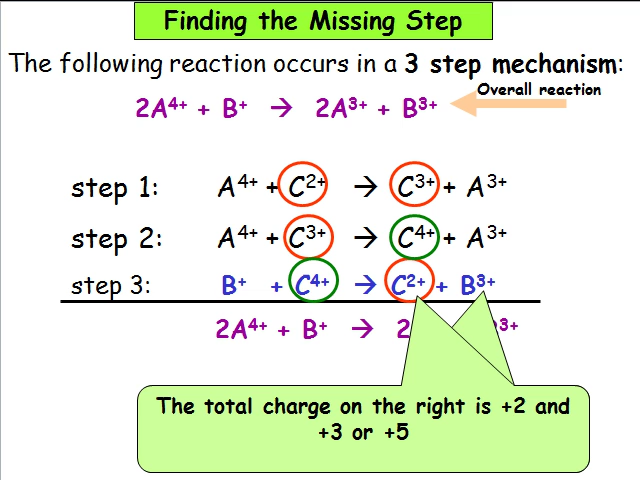 Finding the Missing Step
The following reaction occurs in a 3 step mechanism:
Overall reaction
2A⁴⁺ + B⁺ → 2A³⁺ + B³⁺
step 1: A⁴⁺ + C²⁺ → C³⁺ + A³⁺
step 2: A⁴⁺ + C³⁺ → C⁴⁺ + A³⁺
step 3: B⁺ + C⁴⁺ → C²⁺ + B³⁺
2A⁴⁺ + B⁺ → 2 ³⁺
The total charge on the right is +2 and
+3 or +5